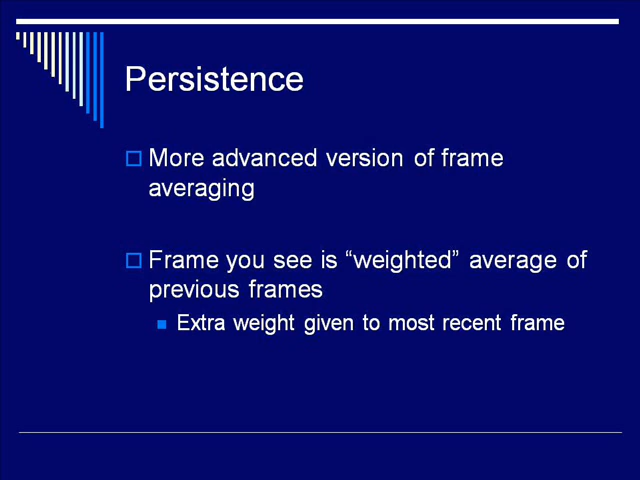 Persistence
More advanced version of frame
averaging
Frame you see is “weighted” average of
previous frames
Extra weight given to most recent frame